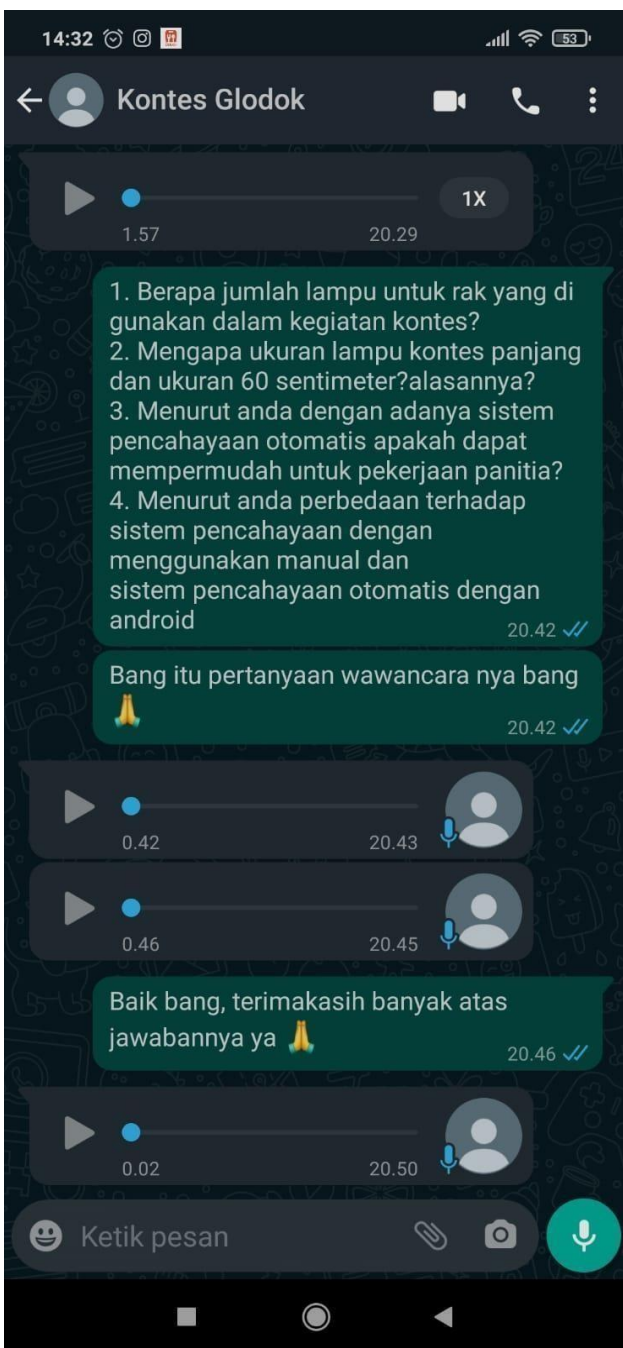 14:32
53
Kontes Glodok
1X
1.57 20.29
1. Berapa jumlah lampu untuk rak yang di
gunakan dalam kegiatan kontes?
2. Mengapa ukuran lampu kontes panjang
dan ukuran 60 sentimeter?alasannya?
3. Menurut anda dengan adanya sistem
pencahayaan otomatis apakah dapat
mempermudah untuk pekerjaan panitia?
4. Menurut anda perbedaan terhadap
sistem pencahayaan dengan
menggunakan manual dan
sistem pencahayaan otomatis dengan
android
20.42
Bang itu pertanyaan wawancara nya bang
🙏
20.42
0.42 20.43
0.46 20.45
Baik bang, terimakasih banyak atas
jawabannya ya 🙏
20.46
0.02 20.50
Ketik pesan